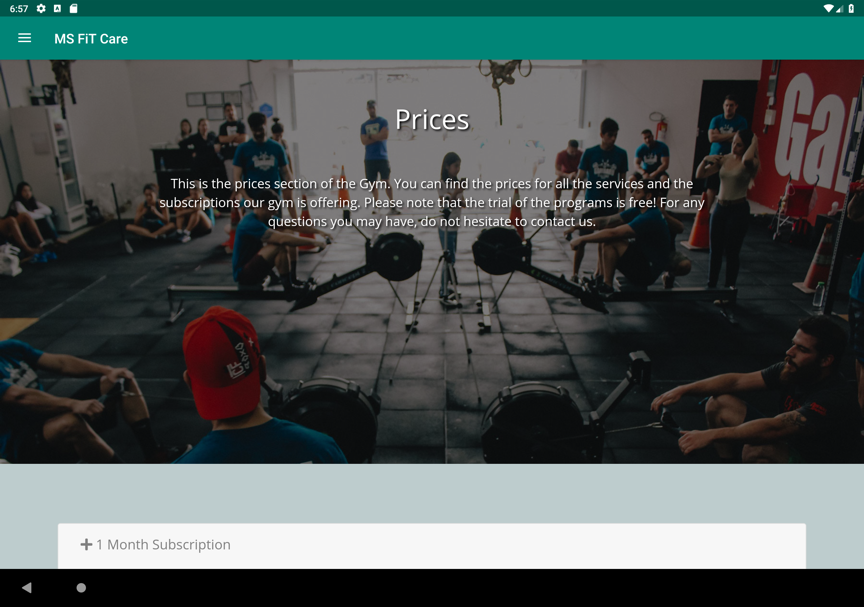 6:57
MS FiT Care
Prices
This is the prices section of the Gym. You can find the prices for all the services and the
subscriptions our gym is offering. Please note that the trial of the programs is free! For any
questions you may have, do not hesitate to contact us.
1 Month Subscription